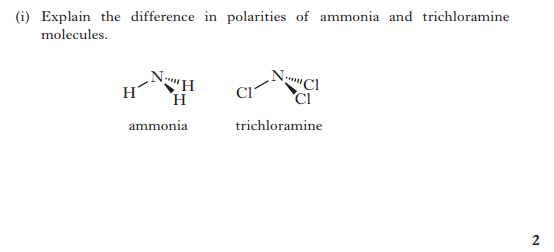 (i) Explain the difference in polarities of ammonia and trichloramine
molecules.
N H H H
N Cl Cl Cl
ammonia trichloramine
2